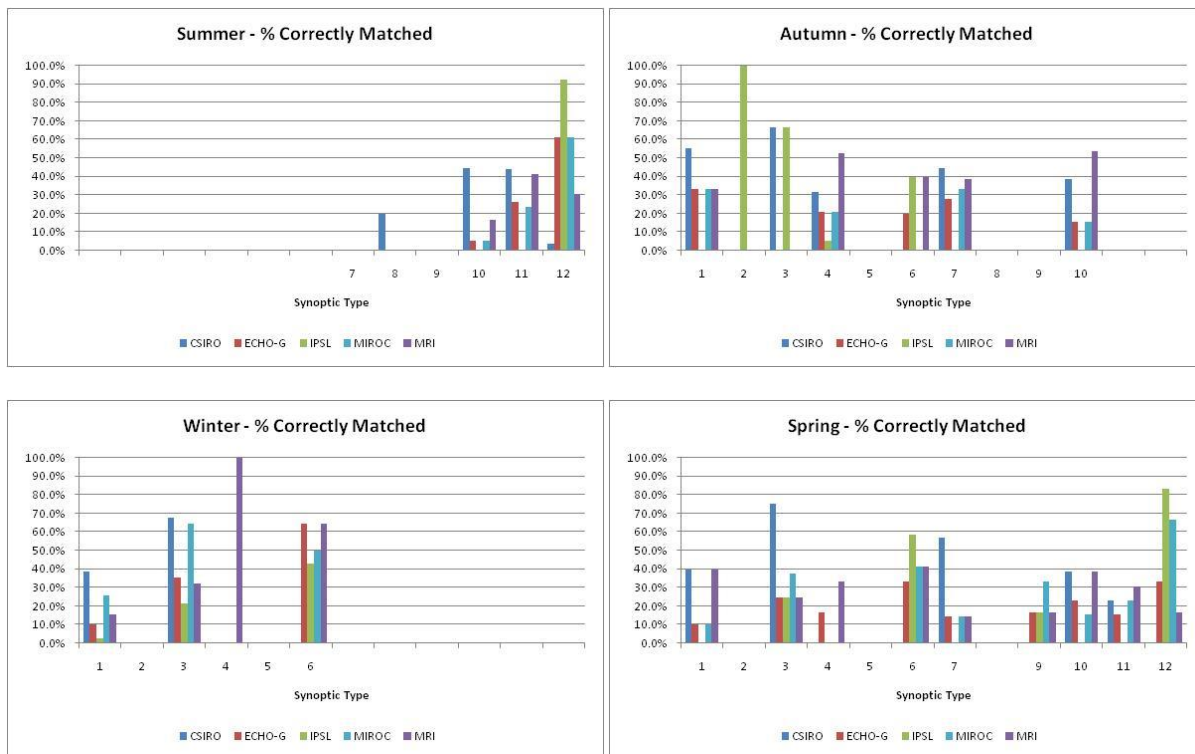 Summer - % Correctly Matched
100.0%
90.0%
80.0%
70.0%
60.0%
50.0%
40.0%
30.0%
20.0%
10.0%
0.0%
7 8 9 10 11 12
Synoptic Type
CSIRO ECHO-G IPSL MIROC MRI
Autumn - % Correctly Matched
100.0%
90.0%
80.0%
70.0%
60.0%
50.0%
40.0%
30.0%
20.0%
10.0%
0.0%
1 2 3 4 5 6 7 8 9 10
Synoptic Type
CSIRO ECHO-G IPSL MIROC MRI
Winter - % Correctly Matched
100.0%
90.0%
80.0%
70.0%
60.0%
50.0%
40.0%
30.0%
20.0%
10.0%
0.0%
1 2 3 4 5 6
Synoptic Type
CSIRO ECHO-G IPSL MIROC MRI
Spring - % Correctly Matched
100.0%
90.0%
80.0%
70.0%
60.0%
50.0%
40.0%
30.0%
20.0%
10.0%
0.0%
1 2 3 4 5 6 7 9 10 11 12
Synoptic Type
CSIRO ECHO-G IPSL MIROC MRI